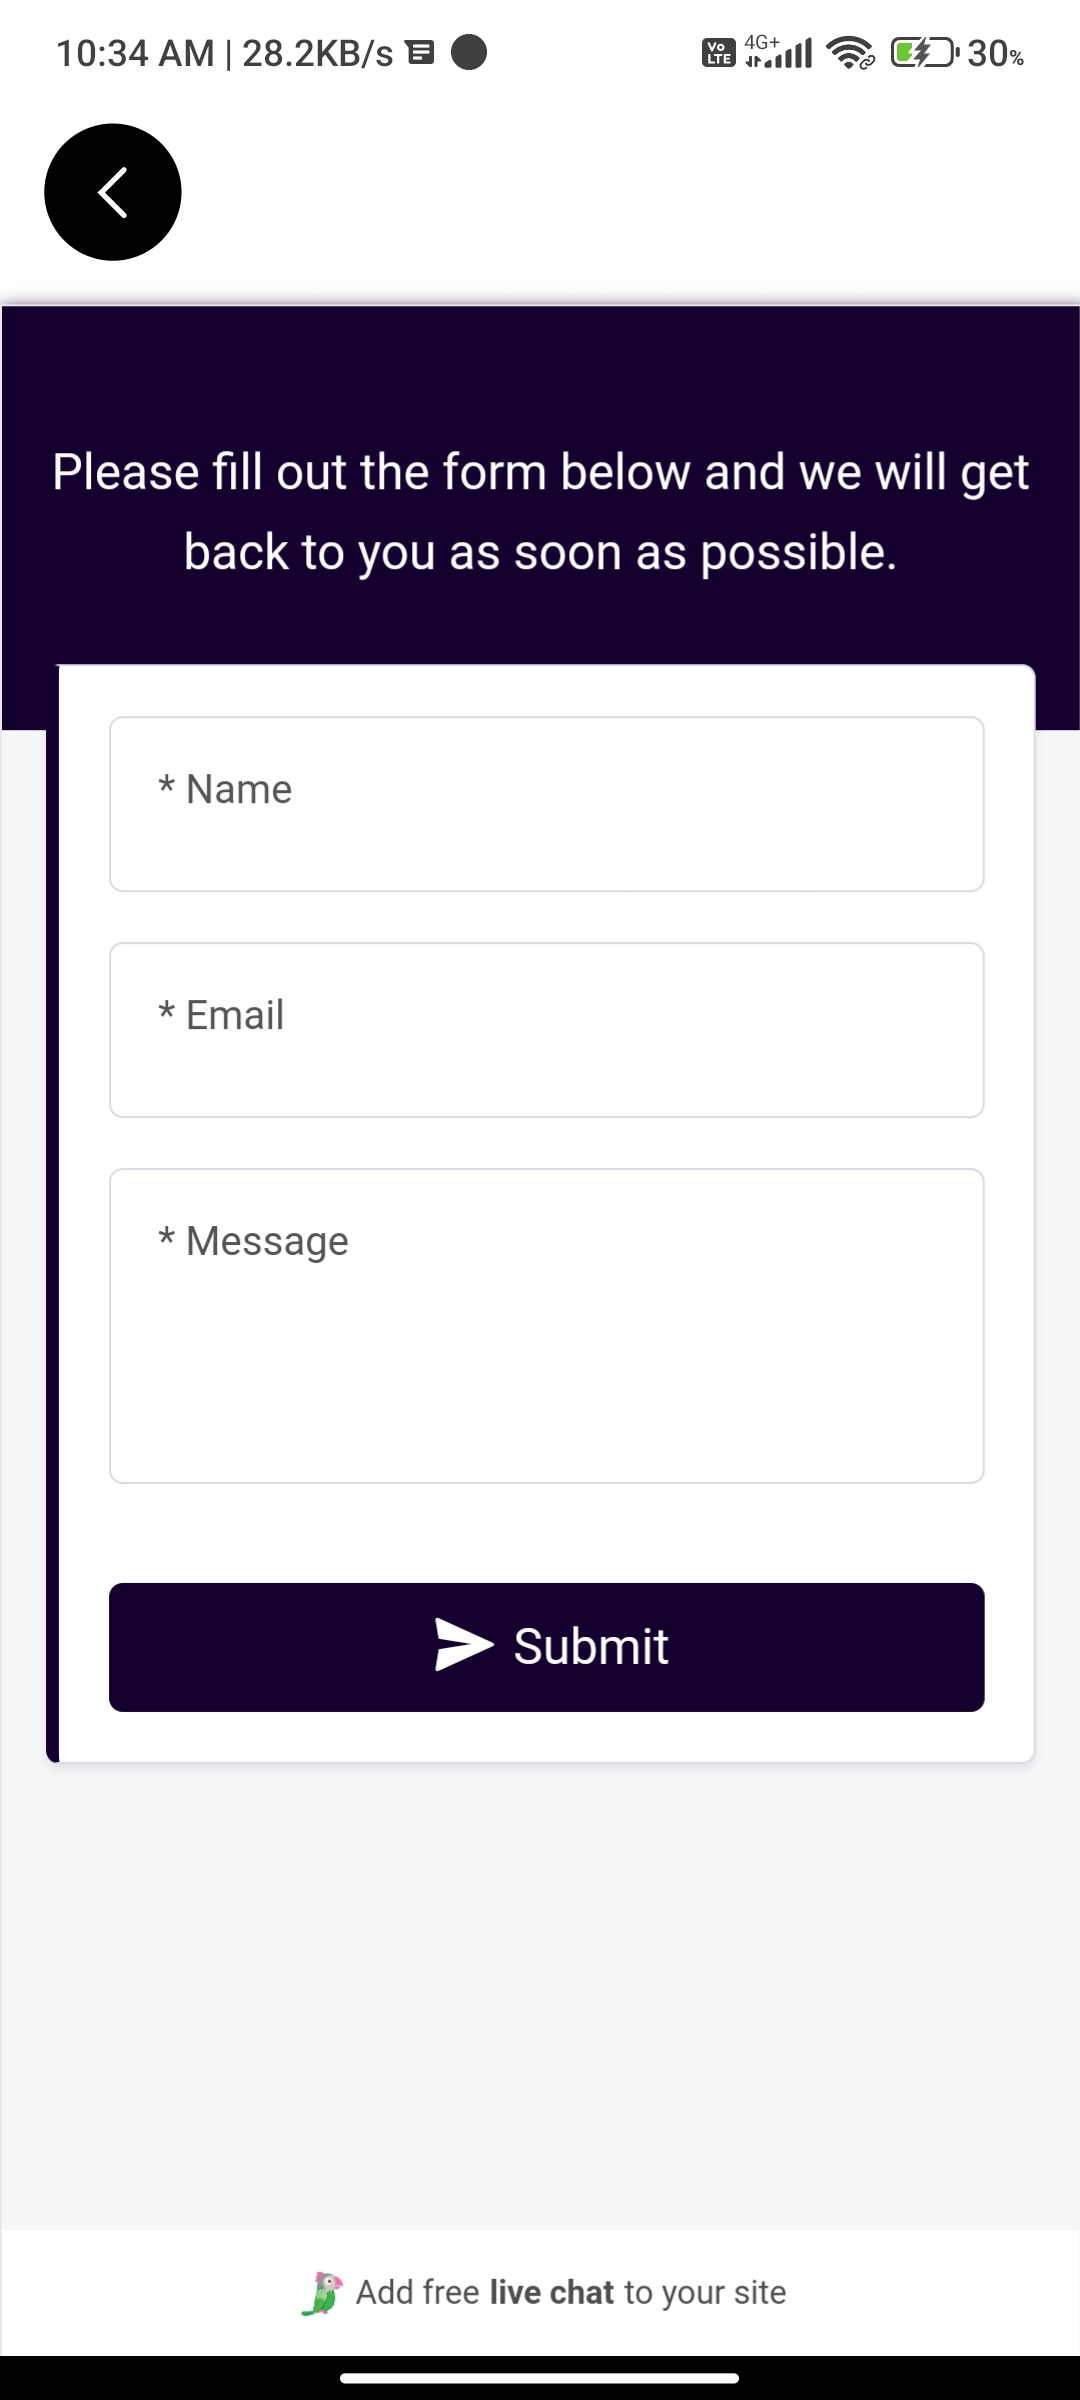 10:34 AM | 28.2KB/s
Vo LTE 4G+ 30%
Please fill out the form below and we will get
back to you as soon as possible.
* Name
* Email
* Message
Submit
Add free live chat to your site